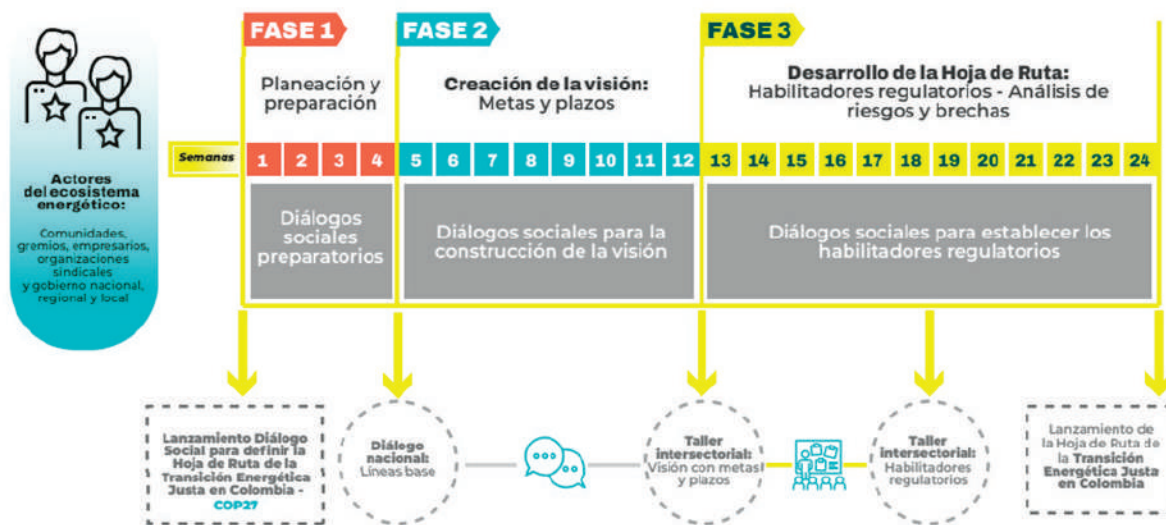 FASE 1
FASE 2
FASE 3
Planeación y
preparación
Creación de la visión:
Metas y plazos
Desarrollo de la Hoja de Ruta:
Habilitadores regulatorios - Análisis de
riesgos y brechas
Semanas
1 2 3 4 5 6 7 8 9 10 11 12 13 14 15 16 17 18 19 20 21 22 23 24
Actores
del ecosistema
energético:
Comunidades,
gremios, empresarios,
organizaciones
sindicales
y gobierno nacional,
regional y local
Diálogos
sociales
preparatorios
Diálogos sociales para la
construcción de la visión
Diálogos sociales para establecer los
habilitadores regulatorios
Lanzamiento Diálogo
Social para definir la
Hoja de Ruta de la
Transición Energética
Justa en Colombia -
COP27
Diálogo
nacional:
Líneas base
Taller
intersectorial:
Visión con metas
y plazos
Taller
intersectorial:
Habilitadores
regulatorios
Lanzamiento de
la Hoja de Ruta de
la Transición
Energética Justa
en Colombia